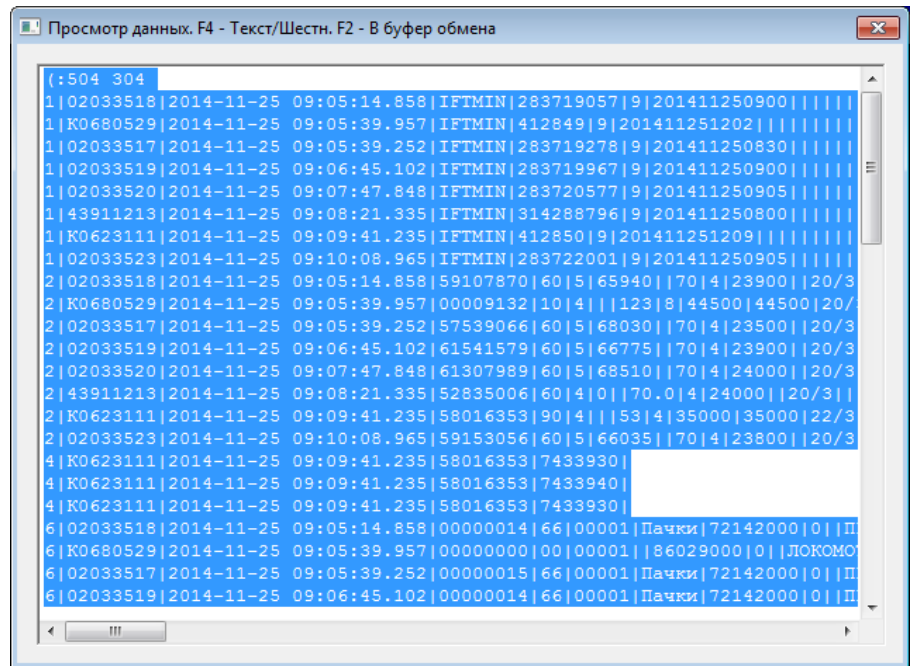 Просмотр данных. F4 - Текст/Шестн. F2 - В буфер обмена
(:504 304
1|02033518|2014-11-25 09:05:14.858|IFTMIN|283719057|9|201411250900||||||
1|K0680529|2014-11-25 09:05:39.957|IFTMIN|412849|9|201411251202|||||||||
1|02033517|2014-11-25 09:05:39.252|IFTMIN|283719278|9|201411250830||||||
1|02033519|2014-11-25 09:06:45.102|IFTMIN|283719967|9|201411250900||||||
1|02033520|2014-11-25 09:07:47.848|IFTMIN|283720577|9|201411250905||||||
1|43911213|2014-11-25 09:08:21.335|IFTMIN|314288796|9|201411250800||||||
1|K0623111|2014-11-25 09:09:41.235|IFTMIN|412850|9|201411251209|||||||||
1|02033523|2014-11-25 09:10:08.965|IFTMIN|283722001|9|201411250905||||||
2|02033518|2014-11-25 09:05:14.858|59107870|60|5|65940||70|4|23900||20/3
2|K0680529|2014-11-25 09:05:39.957|00009132|10|4|||123|8|44500|44500|20/3
2|02033517|2014-11-25 09:05:39.252|57539066|60|5|68030||70|4|23500||20/3
2|02033519|2014-11-25 09:06:45.102|61541579|60|5|66775||70|4|23900||20/3
2|02033520|2014-11-25 09:07:47.848|61307989|60|5|68510||70|4|24000||20/3
2|43911213|2014-11-25 09:08:21.335|52835006|60|4|0||70.0|4|24000||20/3||
2|K0623111|2014-11-25 09:09:41.235|58016353|90|4|||53|4|35000|35000|22/3
2|02033523|2014-11-25 09:10:08.965|59153056|60|5|66035||70|4|23800||20/3
4|K0623111|2014-11-25 09:09:41.235|58016353|7433930|
4|K0623111|2014-11-25 09:09:41.235|58016353|7433940|
4|K0623111|2014-11-25 09:09:41.235|58016353|7433930|
6|02033518|2014-11-25 09:05:14.858|00000014|66|00001|Пачки|72142000|0||П
6|K0680529|2014-11-25 09:05:39.957|00000000|00|00001||86029000|0||ЛОКОМО
6|02033517|2014-11-25 09:05:39.252|00000015|66|00001|Пачки|72142000|0||П
6|02033519|2014-11-25 09:06:45.102|00000014|66|00001|Пачки|72142000|0||П